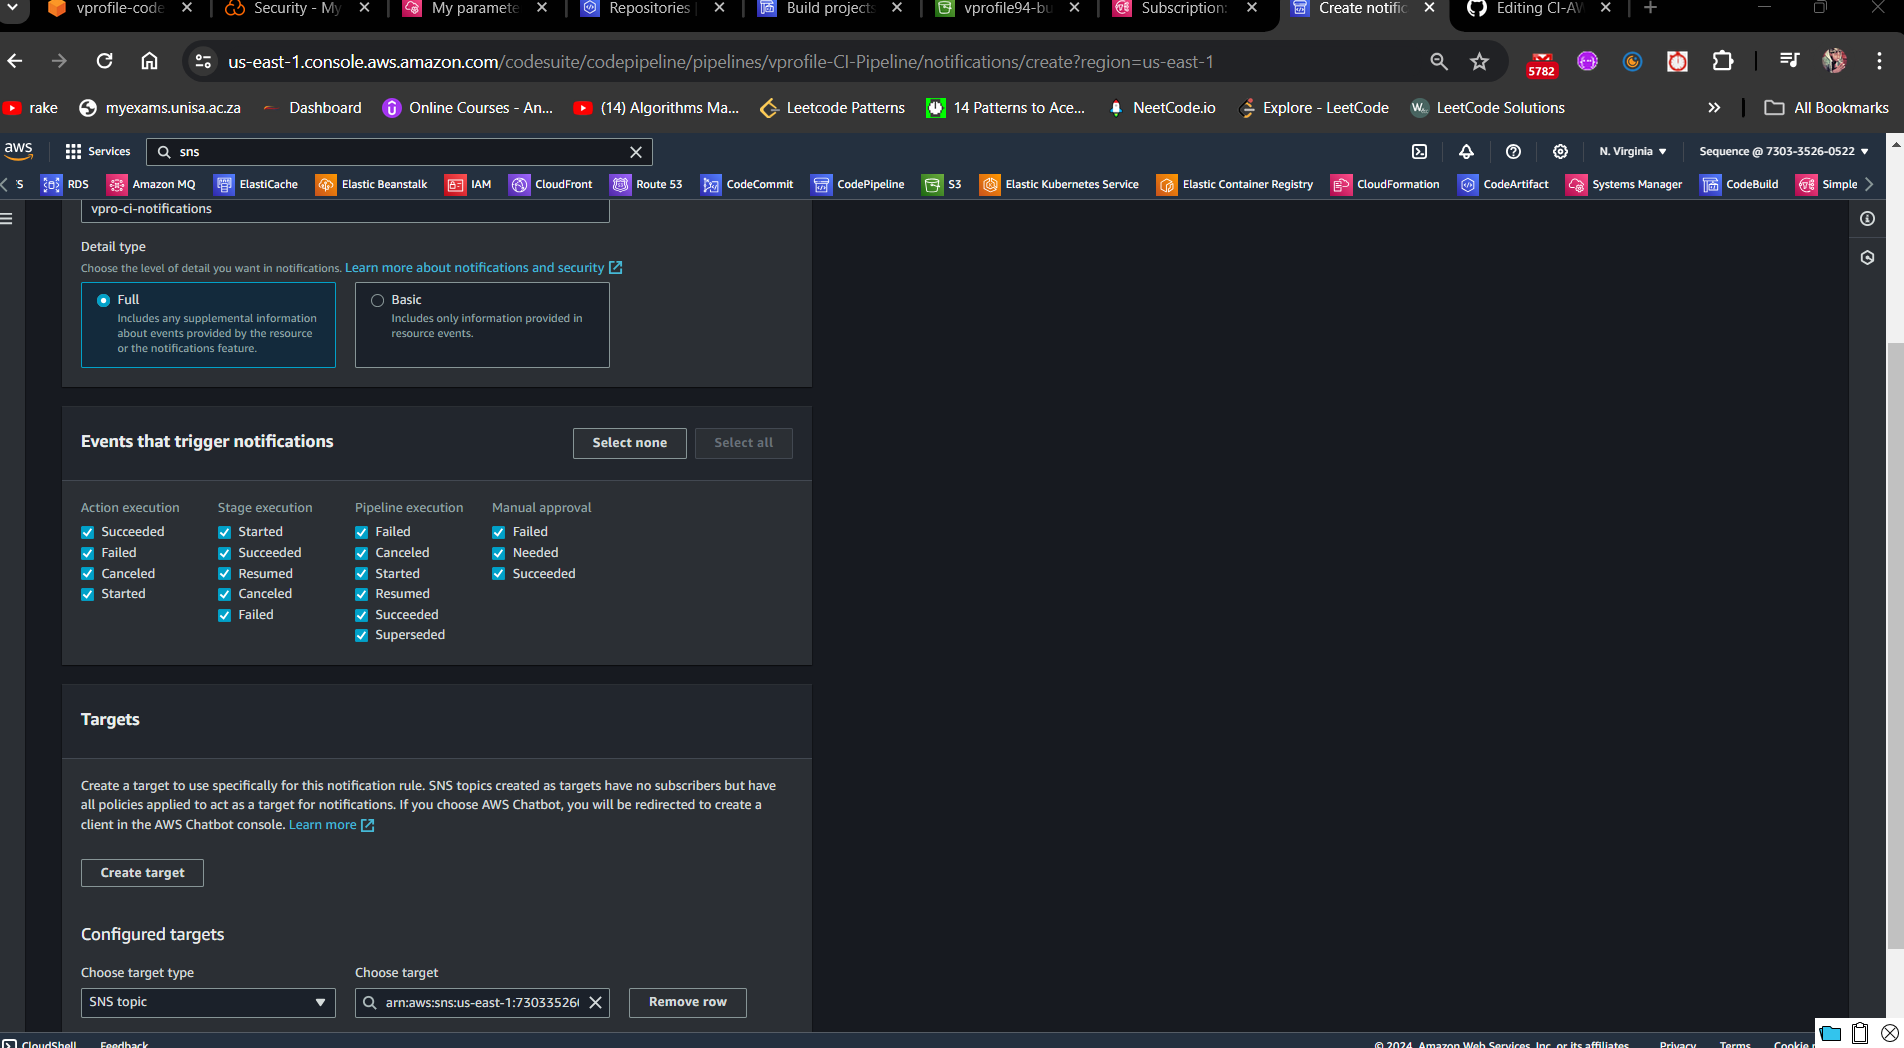 vprofile-code
Security - My
My paramete
Repositories
Build projects
vprofile94-bu
Subscription:
Create notific
Editing CI-AW
us-east-1.console.aws.amazon.com/codesuite/codepipeline/pipelines/vprofile-CI-Pipeline/notifications/create?region=us-east-1
5782
rake
myexams.unisa.ac.za
Dashboard
Online Courses - An...
(14) Algorithms Ma...
Leetcode Patterns
14 Patterns to Ace...
NeetCode.io
Explore - LeetCode
LeetCode Solutions
All Bookmarks
aws
Services
sns
N. Virginia
Sequence @ 7303-3526-0522
'S
RDS
Amazon MQ
ElastiCache
Elastic Beanstalk
IAM
CloudFront
Route 53
CodeCommit
CodePipeline
S3
Elastic Kubernetes Service
Elastic Container Registry
CloudFormation
CodeArtifact
Systems Manager
CodeBuild
Simple
vpro-ci-notifications
Detail type
Choose the level of detail you want in notifications. Learn more about notifications and security
Full
Includes any supplemental information
about events provided by the resource
or the notifications feature.
Basic
Includes only information provided in
resource events.
Events that trigger notifications
Select none
Select all
Action execution
Succeeded
Failed
Canceled
Started
Stage execution
Started
Succeeded
Resumed
Canceled
Failed
Pipeline execution
Failed
Canceled
Started
Resumed
Succeeded
Superseded
Manual approval
Failed
Needed
Succeeded
Targets
Create a target to use specifically for this notification rule. SNS topics created as targets have no subscribers but have
all policies applied to act as a target for notifications. If you choose AWS Chatbot, you will be redirected to create a
client in the AWS Chatbot console. Learn more
Create target
Configured targets
Choose target type
SNS topic
Choose target
arn:aws:sns:us-east-1:73033526
Remove row
CloudShell
Feedback
© 2024, Amazon Web Services, Inc. or its affiliates.
Privacy
Terms
Cookie